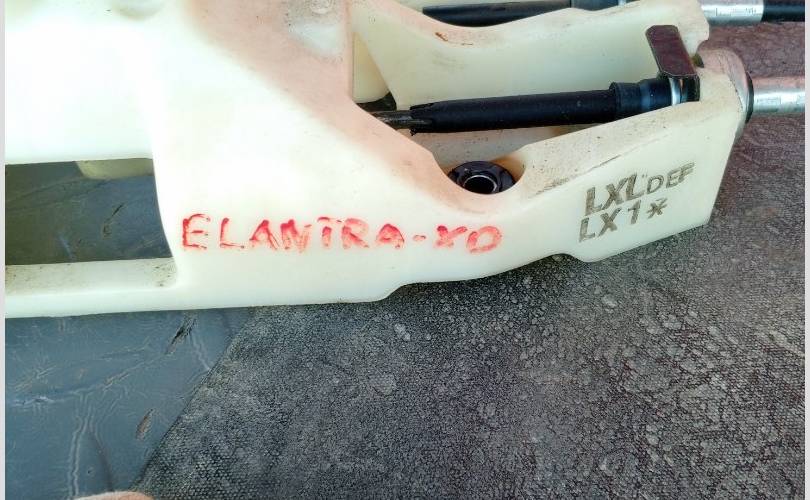 ELANTRA-XD
LXL DEF
LX1*